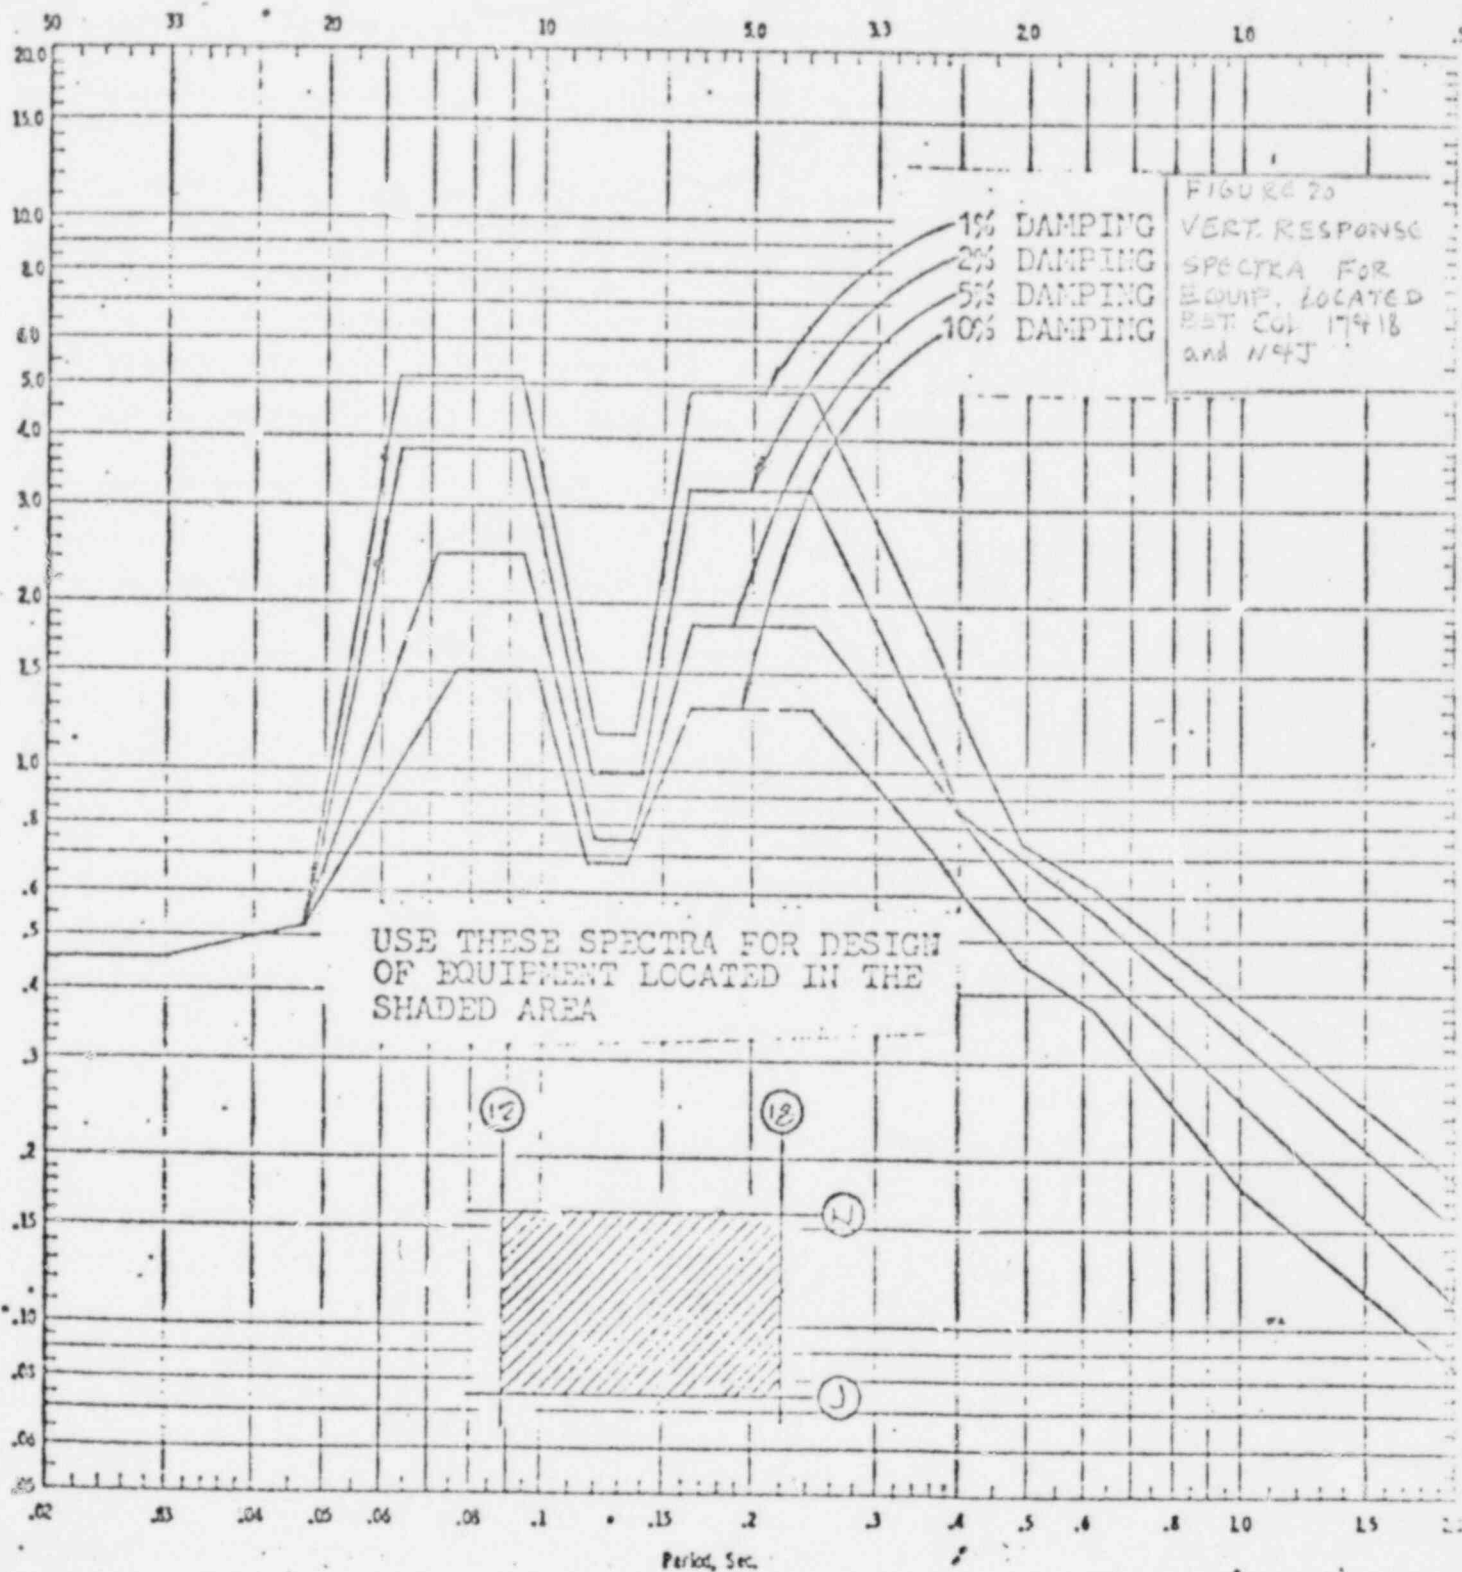 50 33 20 10 5.0 3.3 2.0 1.0 .5
20.0
15.0
10.0
8.0
6.0
5.0
4.0
3.0
2.0
1.5
1.0
.8
.6
.5
.4
.3
.2
.15
.10
.08
.06
.05
1% DAMPING
2% DAMPING
5% DAMPING
10% DAMPING
FIGURE 20
VERT. RESPONSE
SPECTRA FOR
EQUIP. LOCATED
BET. COL 17&18
and N&J
USE THESE SPECTRA FOR DESIGN
OF EQUIPMENT LOCATED IN THE
SHADED AREA
17 18
N
J
.02 .03 .04 .05 .06 .08 .1 .15 .2 .3 .4 .5 .6 .8 1.0 1.5
Period, Sec.